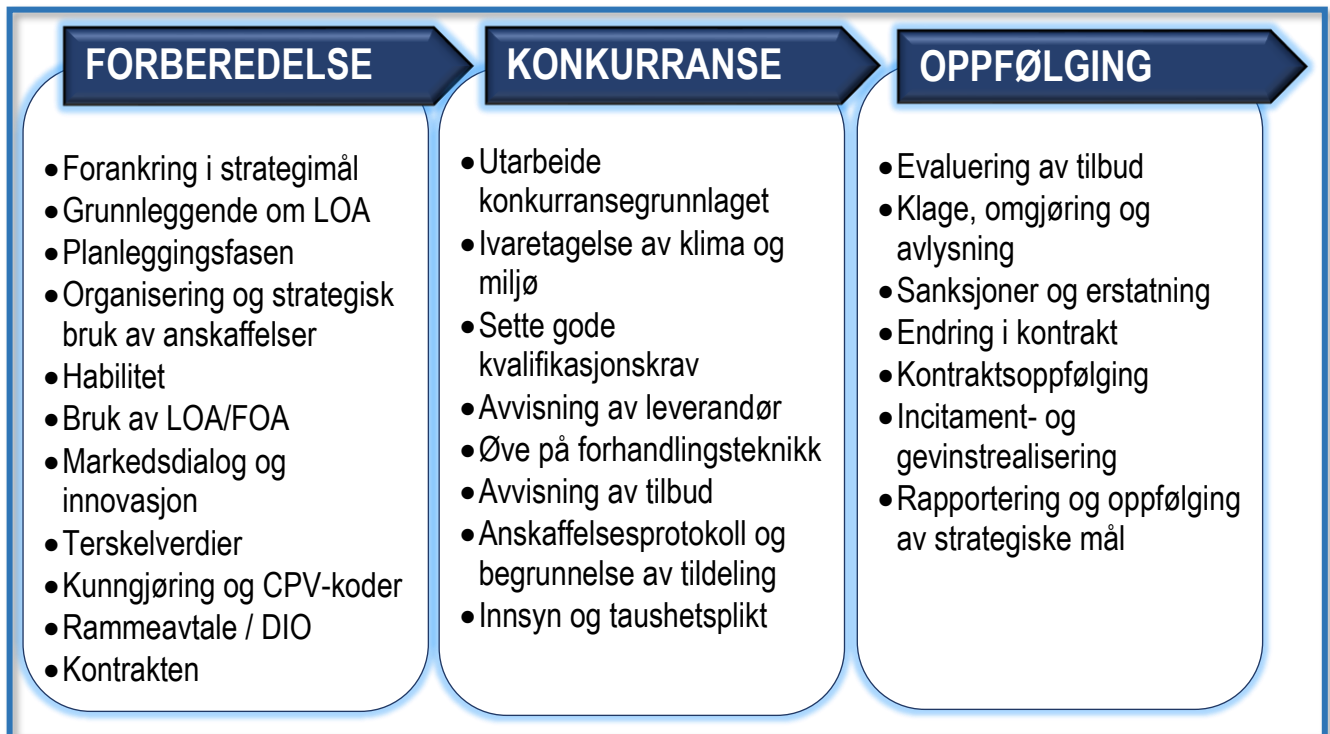 FORBEREDELSE
• Forankring i strategimål
• Grunnleggende om LOA
• Planleggingsfasen
• Organisering og strategisk
bruk av anskaffelser
• Habilitet
• Bruk av LOA/FOA
• Markedsdialog og
innovasjon
• Terskelverdier
• Kunngjøring og CPV-koder
• Rammeavtale / DIO
• Kontrakten
KONKURRANSE
• Utarbeide
konkurransegrunnlaget
• Ivaretagelse av klima og
miljø
• Sette gode
kvalifikasjonskrav
• Avvisning av leverandør
• Øve på forhandlingsteknikk
• Avvisning av tilbud
• Anskaffelsesprotokoll og
begrunnelse av tildeling
• Innsyn og taushetsplikt
OPPFØLGING
• Evaluering av tilbud
• Klage, omgjøring og
avlysning
• Sanksjoner og erstatning
• Endring i kontrakt
• Kontraktsoppfølging
• Incitament- og
gevinstrealisering
• Rapportering og oppfølging
av strategiske mål